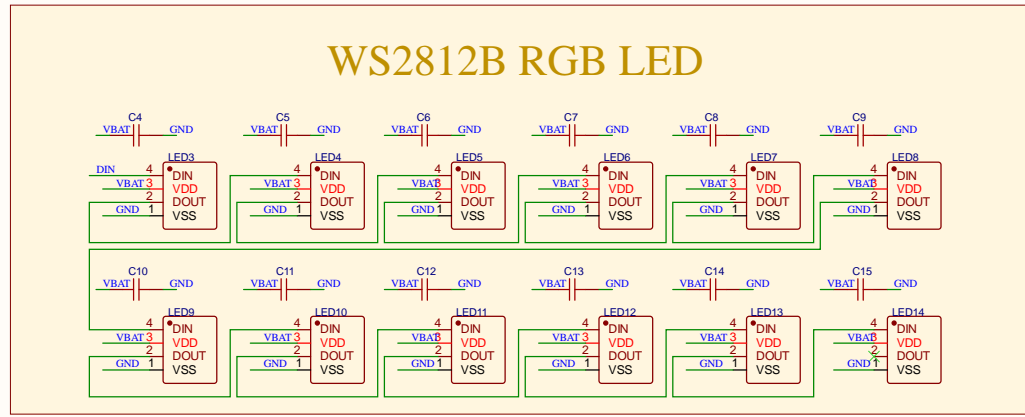 WS2812B RGB LED
C4 C5 C6 C7 C8 C9
VBAT GND VBAT GND VBAT GND VBAT GND VBAT GND VBAT GND
LED3 LED4 LED5 LED6 LED7 LED8
DIN 4 DIN 4 DIN 4 DIN 4 DIN 4 DIN 4 DIN
VBAT 3 VDD VBAT 3 VDD VBAT 3 VDD VBAT 3 VDD VBAT 3 VDD VBAT 3 VDD
2 DOUT 2 DOUT 2 DOUT 2 DOUT 2 DOUT 2 DOUT
GND 1 VSS GND 1 VSS GND 1 VSS GND 1 VSS GND 1 VSS GND 1 VSS
C10 C11 C12 C13 C14 C15
VBAT GND VBAT GND VBAT GND VBAT GND VBAT GND VBAT GND
LED9 LED10 LED11 LED12 LED13 LED14
4 DIN 4 DIN 4 DIN 4 DIN 4 DIN 4 DIN
VBAT 3 VDD VBAT 3 VDD VBAT 3 VDD VBAT 3 VDD VBAT 3 VDD VBAT 3 VDD
2 DOUT 2 DOUT 2 DOUT 2 DOUT 2 DOUT 2 DOUT
GND 1 VSS GND 1 VSS GND 1 VSS GND 1 VSS GND 1 VSS GND 1 VSS